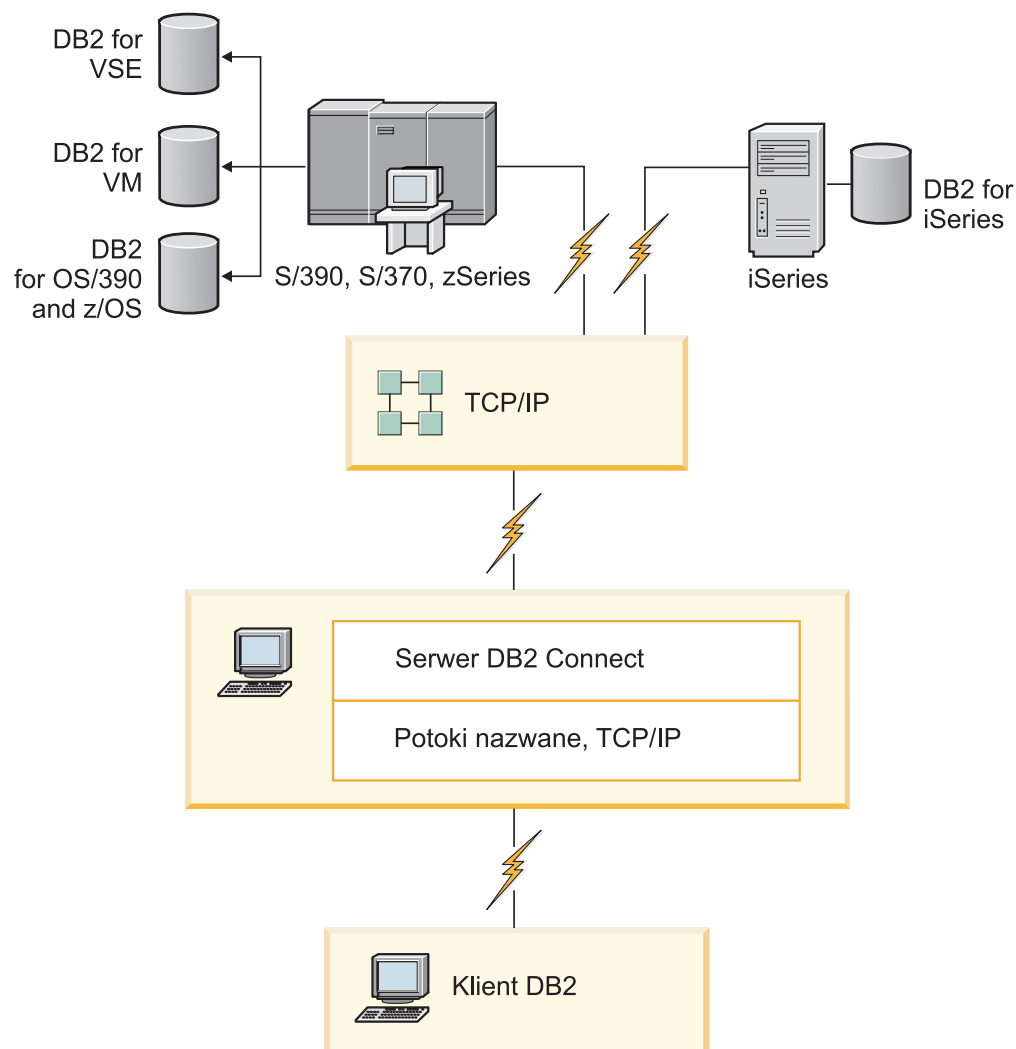 DB2 for
VSE
DB2 for
VM
DB2
for OS/390
and z/OS
S/390, S/370, zSeries
iSeries
DB2 for
iSeries
TCP/IP
Serwer DB2 Connect
Potoki nazwane, TCP/IP
Klient DB2